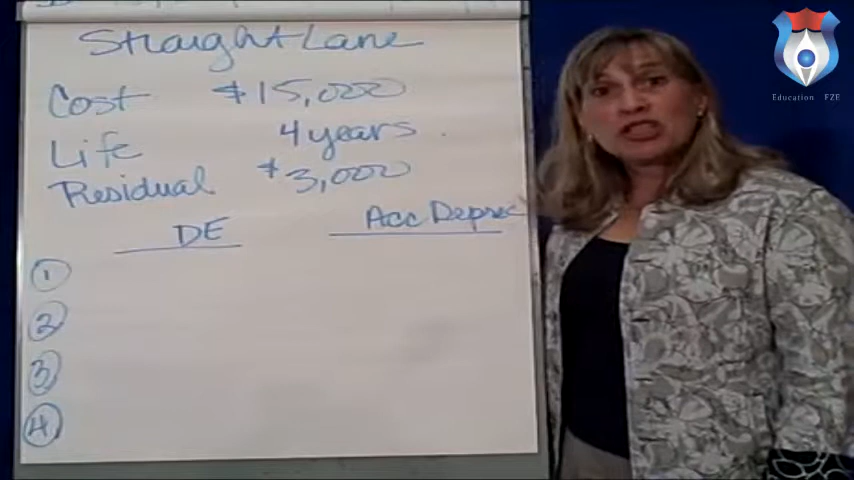 Straight Lane
Cost $15,000
Life 4 years
Residual $3,000
DE Acc Deprec
1
2
3
4
Education FZE